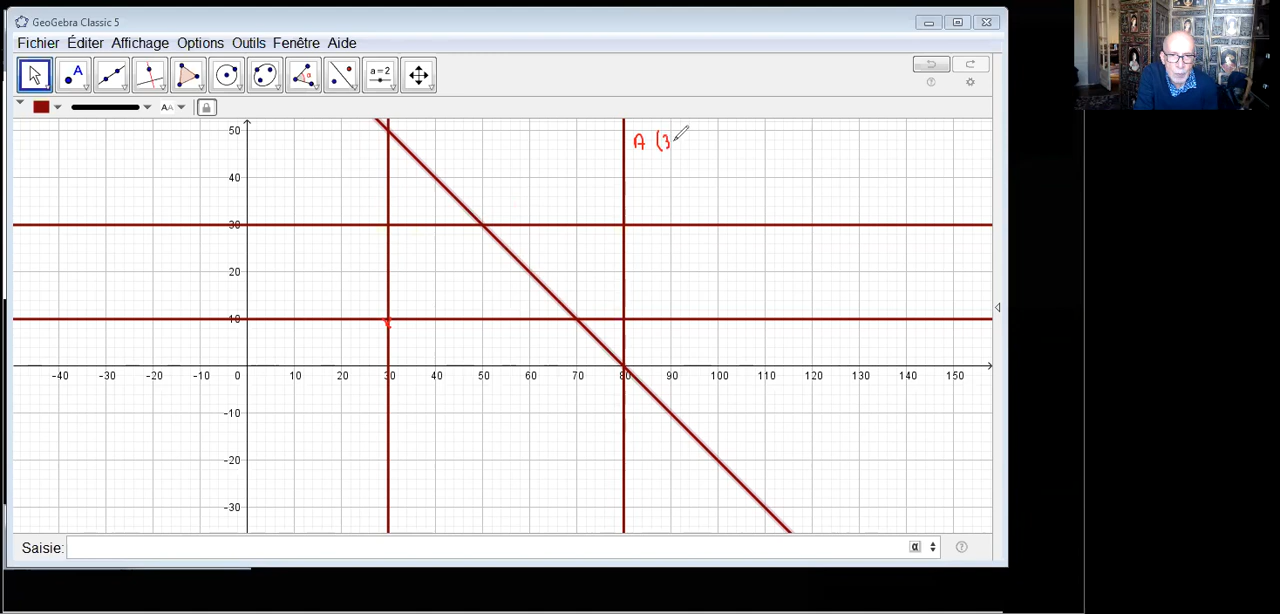 GeoGebra Classic 5
Fichier Éditer Affichage Options Outils Fenêtre Aide
A
α
a=2
AA
50
40
30
20
10
-40 -30 -20 -10 0 10 20 30 40 50 60 70 80 90 100 110 120 130 140 150
-10
-20
-30
A (3
Saisie:
α